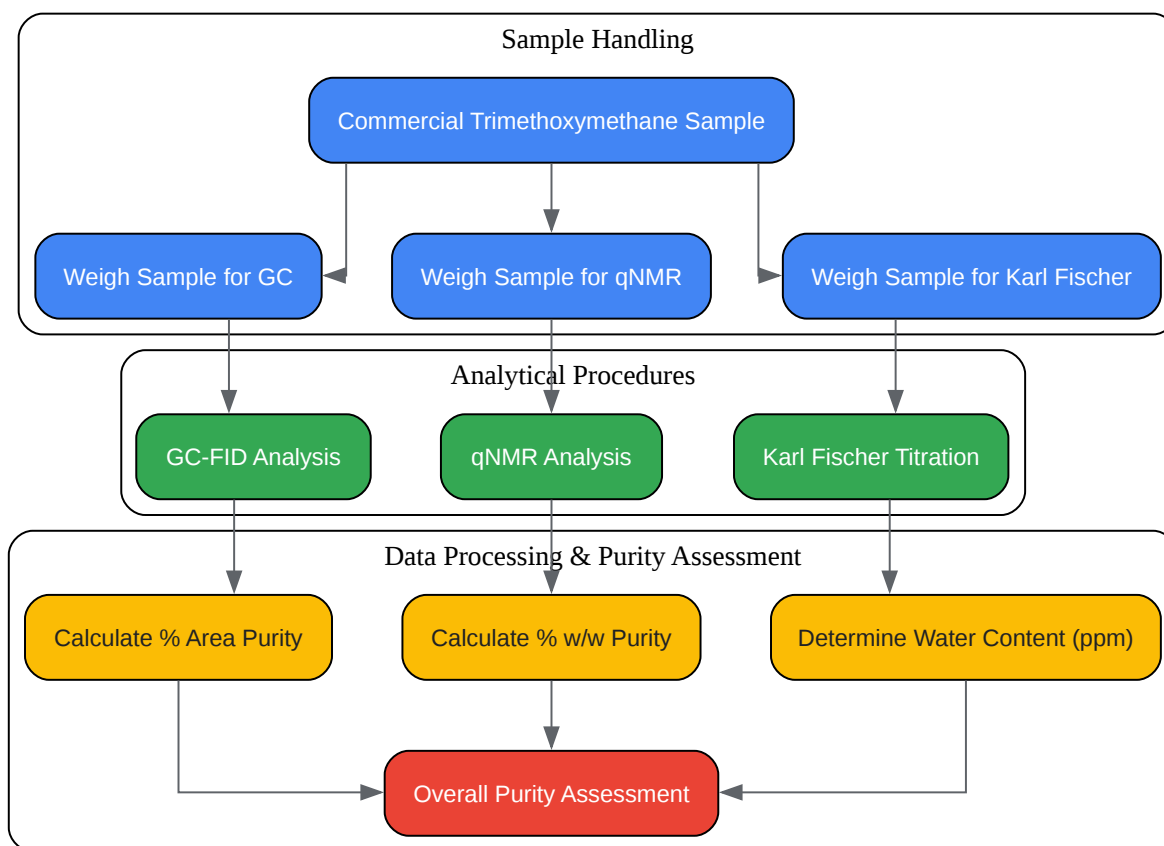 Sample Handling
Commercial Trimethoxymethane Sample
Weigh Sample for GC
Weigh Sample for qNMR
Weigh Sample for Karl Fischer
Analytical Procedures
GC-FID Analysis
qNMR Analysis
Karl Fischer Titration
Data Processing & Purity Assessment
Calculate % Area Purity
Calculate % w/w Purity
Determine Water Content (ppm)
Overall Purity Assessment